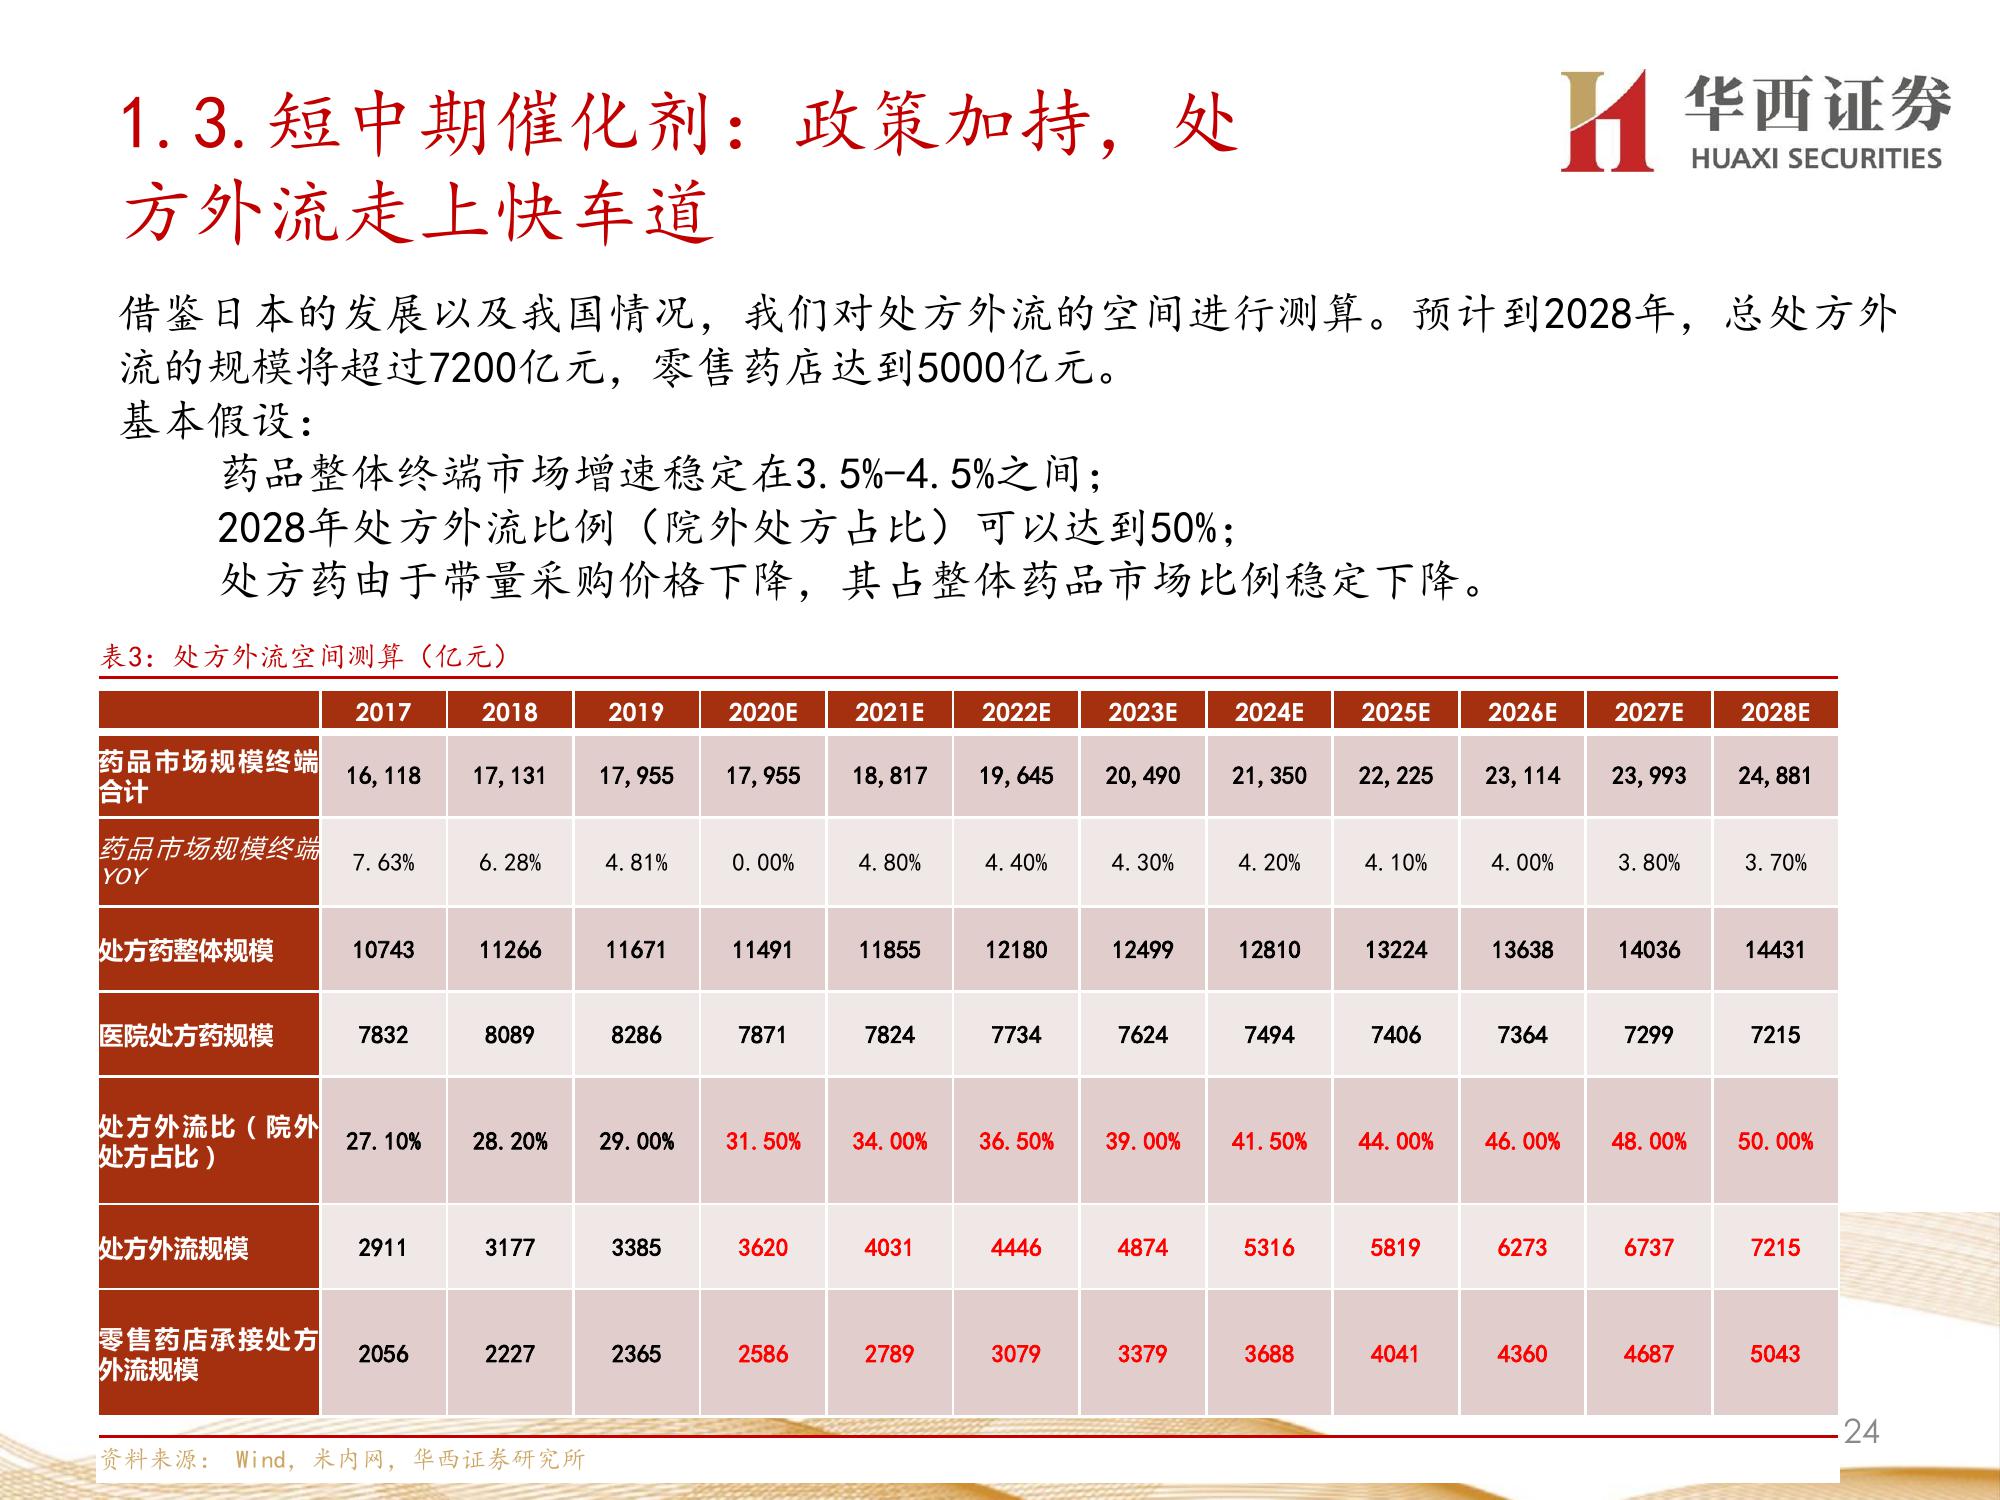 1.3.短中期催化剂：政策加持，处
方外流走上快车道
华西证券
HUAXI SECURITIES
借鉴日本的发展以及我国情况，我们对处方外流的空间进行测算。预计到2028年，总处方外
流的规模将超过7200亿元，零售药店达到5000亿元。
基本假设：
药品整体终端市场增速稳定在3.5%-4.5%之间；
2028年处方外流比例（院外处方占比）可以达到50%；
处方药由于带量采购价格下降，其占整体药品市场比例稳定下降。
表3：处方外流空间测算（亿元）
2017 2018 2019 2020E 2021E 2022E 2023E 2024E 2025E 2026E 2027E 2028E
药品市场规模终端
合计
16,118 17,131 17,955 17,955 18,817 19,645 20,490 21,350 22,225 23,114 23,993 24,881
药品市场规模终端
YOY
7.63% 6.28% 4.81% 0.00% 4.80% 4.40% 4.30% 4.20% 4.10% 4.00% 3.80% 3.70%
处方药整体规模 10743 11266 11671 11491 11855 12180 12499 12810 13224 13638 14036 14431
医院处方药规模 7832 8089 8286 7871 7824 7734 7624 7494 7406 7364 7299 7215
处方外流比（院外
处方占比）
27.10% 28.20% 29.00% 31.50% 34.00% 36.50% 39.00% 41.50% 44.00% 46.00% 48.00% 50.00%
处方外流规模 2911 3177 3385 3620 4031 4446 4874 5316 5819 6273 6737 7215
零售药店承接处方
外流规模
2056 2227 2365 2586 2789 3079 3379 3688 4041 4360 4687 5043
24
资料来源： Wind，米内网，华西证券研究所